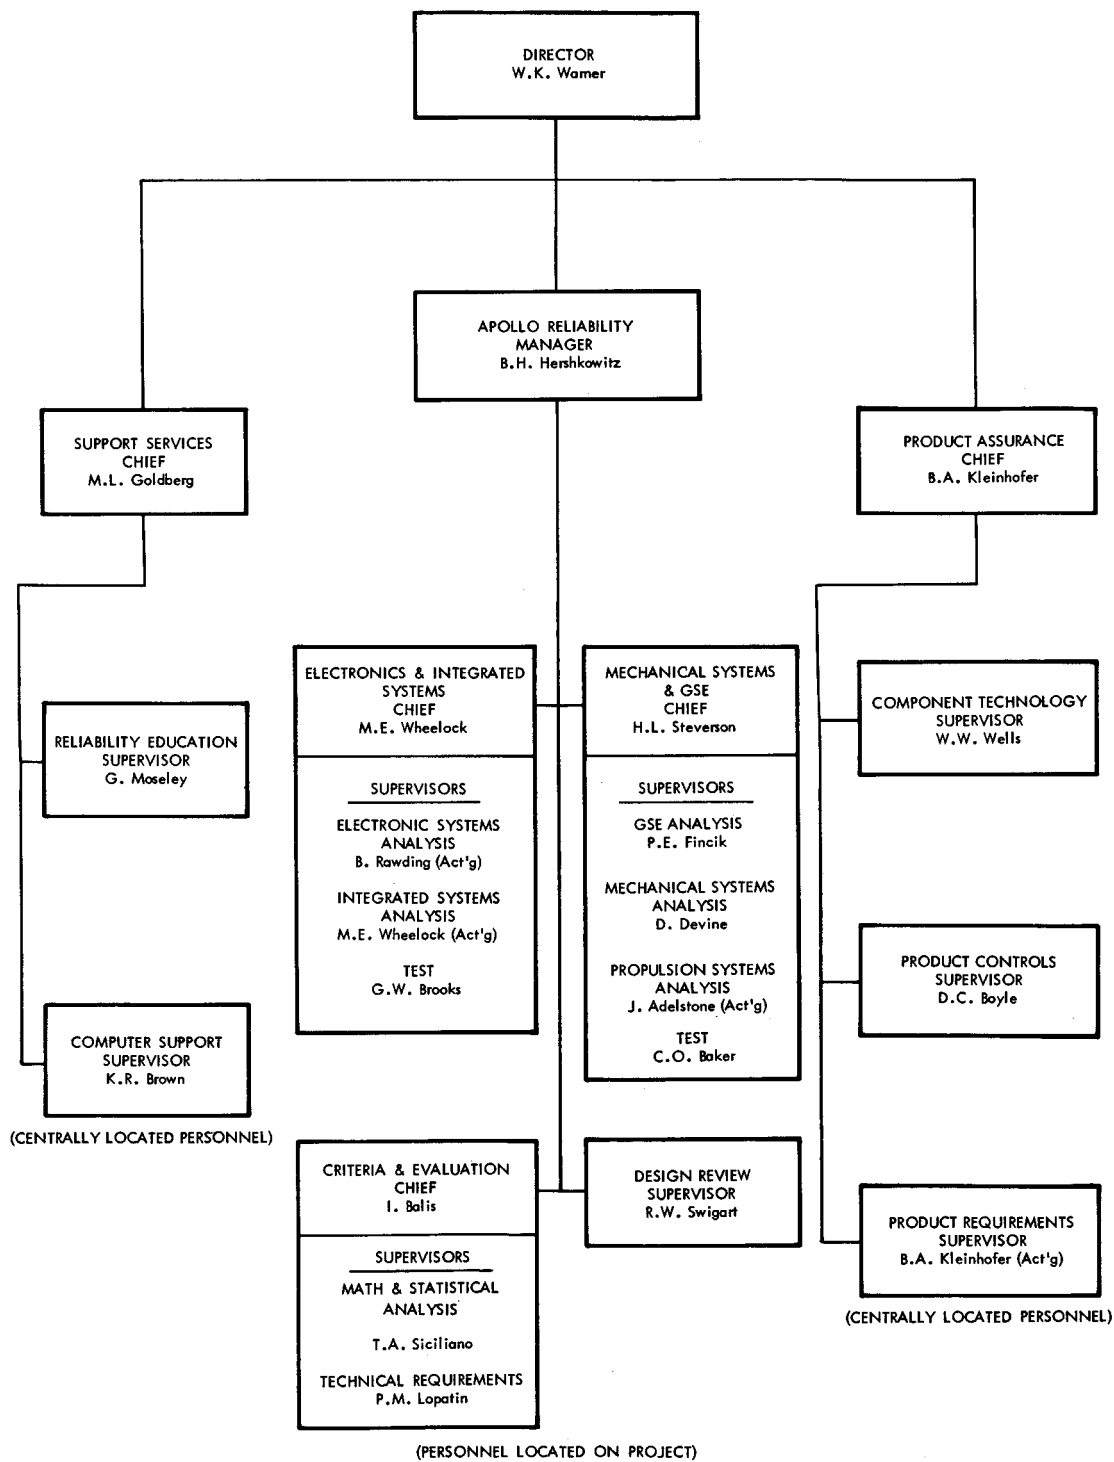 DIRECTOR
W.K. Warner
APOLLO RELIABILITY
MANAGER
B.H. Hershkowitz
SUPPORT SERVICES
CHIEF
M.L. Goldberg
PRODUCT ASSURANCE
CHIEF
B.A. Kleinhofer
RELIABILITY EDUCATION
SUPERVISOR
G. Moseley
COMPUTER SUPPORT
SUPERVISOR
K.R. Brown
(CENTRALLY LOCATED PERSONNEL)
ELECTRONICS & INTEGRATED
SYSTEMS
CHIEF
M.E. Wheelock
SUPERVISORS
ELECTRONIC SYSTEMS
ANALYSIS
B. Rawding (Act'g)
INTEGRATED SYSTEMS
ANALYSIS
M.E. Wheelock (Act'g)
TEST
G.W. Brooks
MECHANICAL SYSTEMS
& GSE
CHIEF
H.L. Steverson
SUPERVISORS
GSE ANALYSIS
P.E. Fincik
MECHANICAL SYSTEMS
ANALYSIS
D. Devine
PROPULSION SYSTEMS
ANALYSIS
J. Adelstone (Act'g)
TEST
C.O. Baker
CRITERIA & EVALUATION
CHIEF
I. Balis
SUPERVISORS
MATH & STATISTICAL
ANALYSIS
T.A. Siciliano
TECHNICAL REQUIREMENTS
P.M. Lopatin
DESIGN REVIEW
SUPERVISOR
R.W. Swigart
(PERSONNEL LOCATED ON PROJECT)
COMPONENT TECHNOLOGY
SUPERVISOR
W.W. Wells
PRODUCT CONTROLS
SUPERVISOR
D.C. Boyle
PRODUCT REQUIREMENTS
SUPERVISOR
B.A. Kleinhofer (Act'g)
(CENTRALLY LOCATED PERSONNEL)